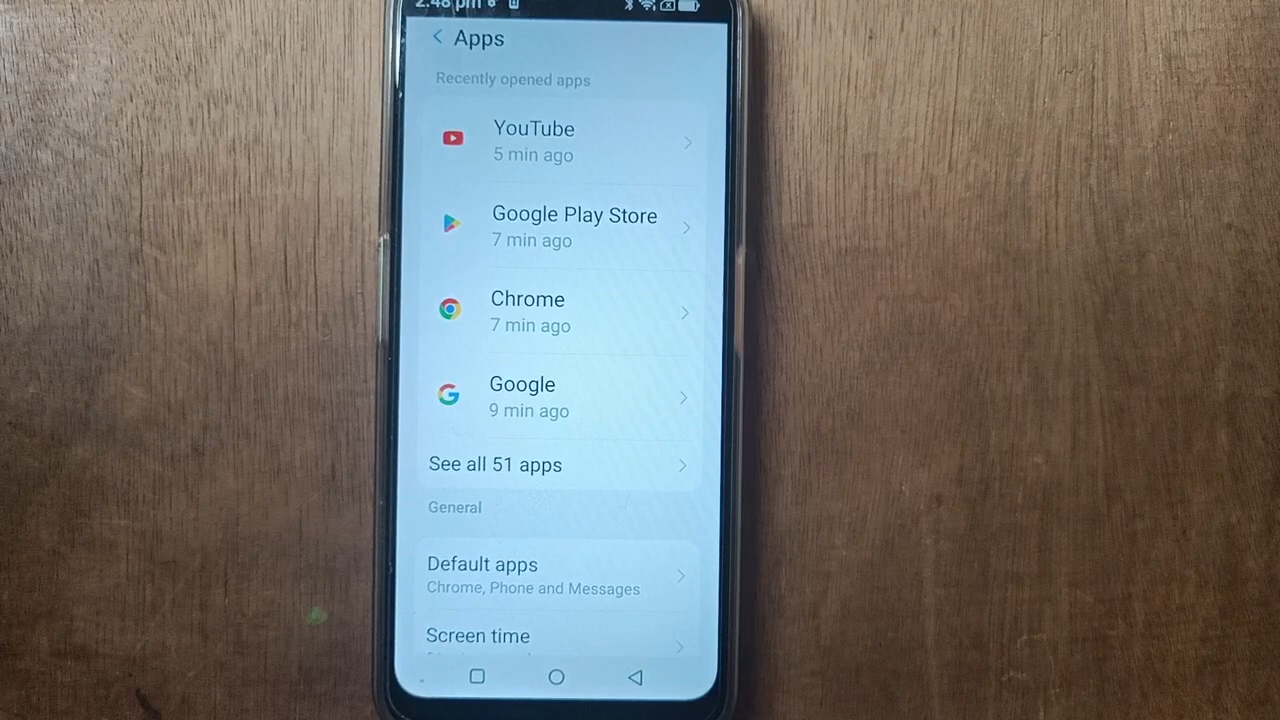 2:48 pm
Apps
Recently opened apps
YouTube
5 min ago
Google Play Store
7 min ago
Chrome
7 min ago
Google
9 min ago
See all 51 apps
General
Default apps
Chrome, Phone and Messages
Screen time